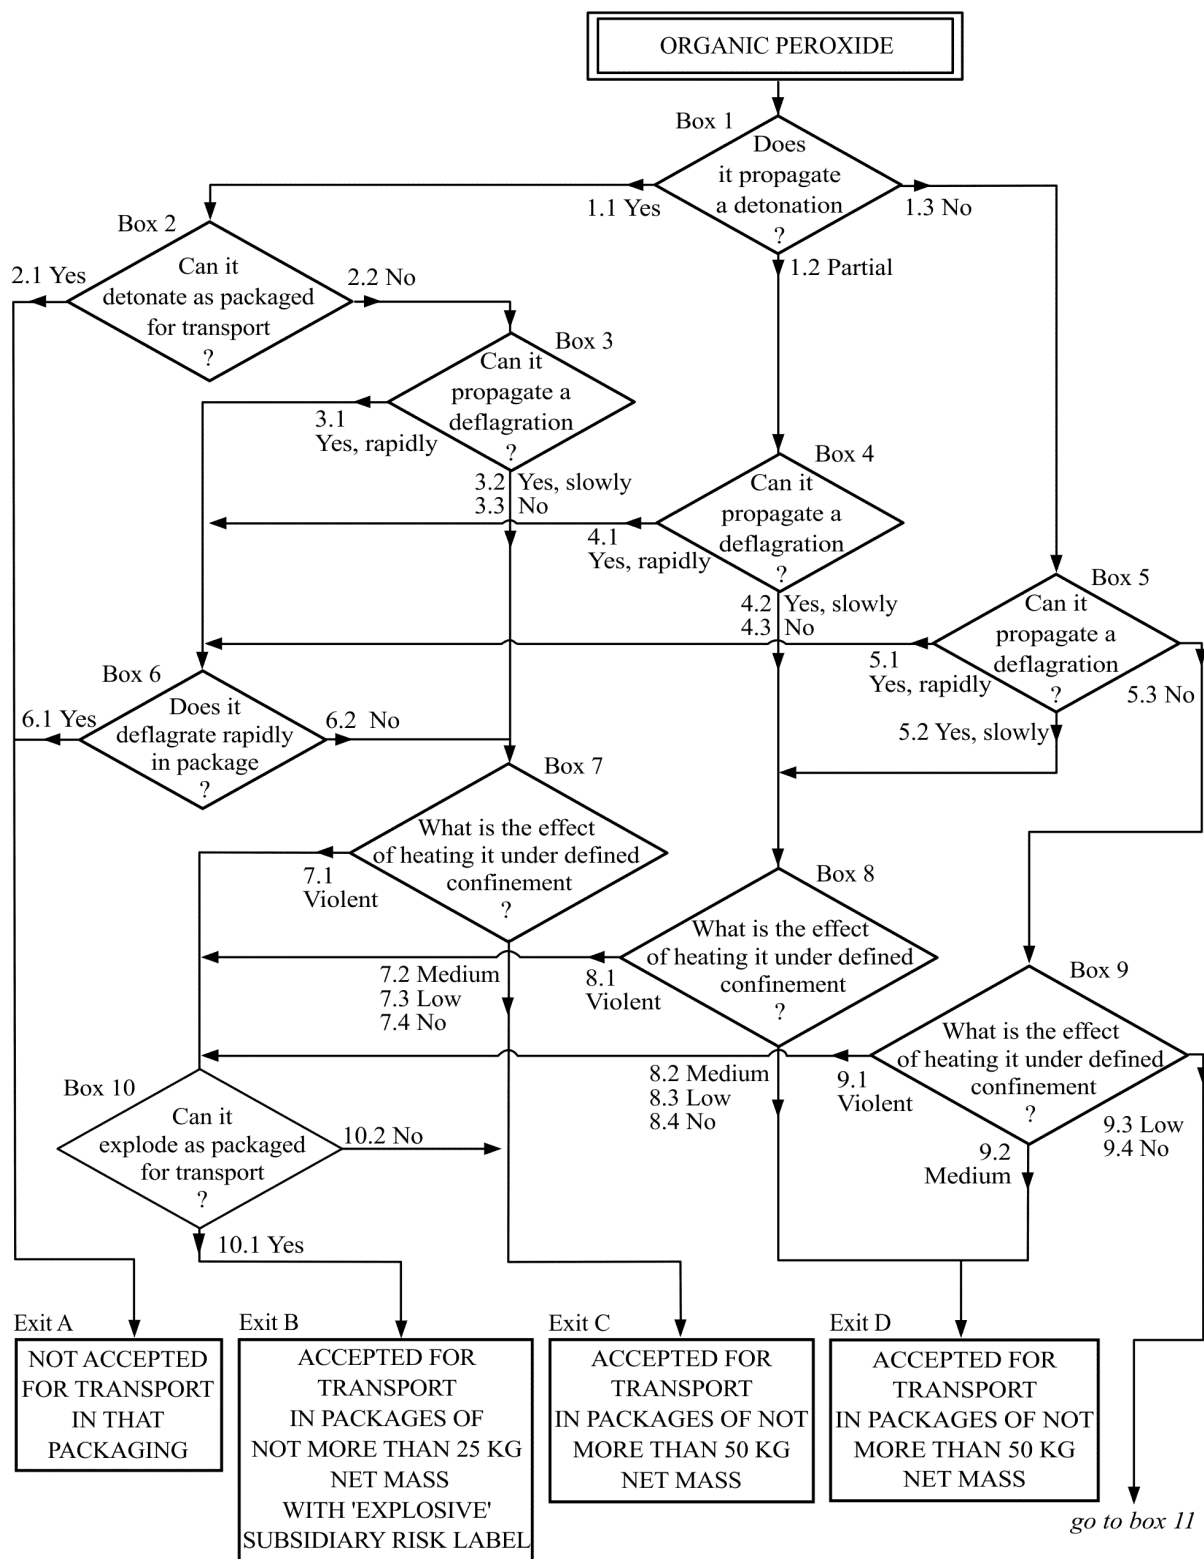 ORGANIC PEROXIDE
Box 1
Does
it propagate
a detonation
?
1.1 Yes
1.3 No
1.2 Partial
Box 2
Can it
detonate as packaged
for transport
?
2.1 Yes
2.2 No
Box 3
Can it
propagate a
deflagration
?
3.1
Yes, rapidly
3.2 Yes, slowly
3.3 No
Box 4
Can it
propagate a
deflagration
?
4.1
Yes, rapidly
4.2 Yes, slowly
4.3 No
Box 5
Can it
propagate a
deflagration
?
5.1
Yes, rapidly
5.3 No
5.2 Yes, slowly
Box 6
Does it
deflagrate rapidly
in package
?
6.1 Yes
6.2 No
Box 7
What is the effect
of heating it under defined
confinement
?
7.1
Violent
7.2 Medium
7.3 Low
7.4 No
Box 8
What is the effect
of heating it under defined
confinement
?
8.1
Violent
8.2 Medium
8.3 Low
8.4 No
Box 9
What is the effect
of heating it under defined
confinement
?
9.1
Violent
9.2
Medium
9.3 Low
9.4 No
Box 10
Can it
explode as packaged
for transport
?
10.2 No
10.1 Yes
Exit A
NOT ACCEPTED
FOR TRANSPORT
IN THAT
PACKAGING
Exit B
ACCEPTED FOR
TRANSPORT
IN PACKAGES OF
NOT MORE THAN 25 KG
NET MASS
WITH 'EXPLOSIVE'
SUBSIDIARY RISK LABEL
Exit C
ACCEPTED FOR
TRANSPORT
IN PACKAGES OF NOT
MORE THAN 50 KG
NET MASS
Exit D
ACCEPTED FOR
TRANSPORT
IN PACKAGES OF NOT
MORE THAN 50 KG
NET MASS
go to box 11